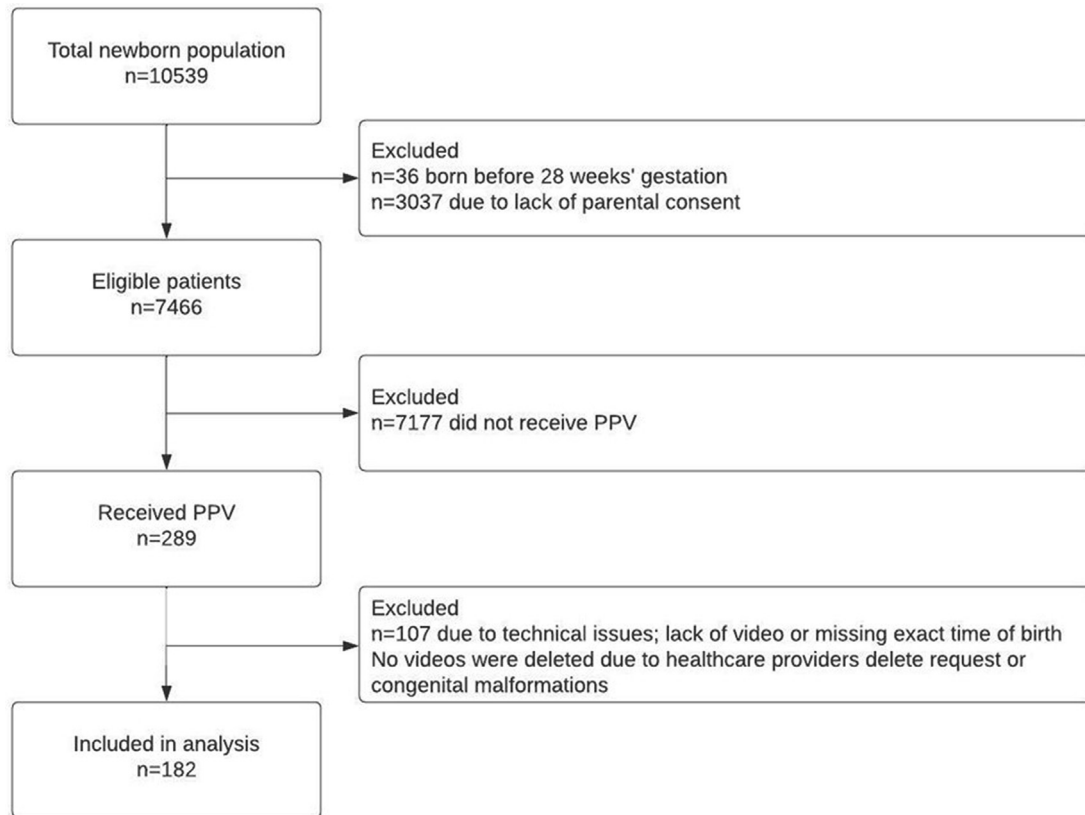 Total newborn population
n=10539
Excluded
n=36 born before 28 weeks' gestation
n=3037 due to lack of parental consent
Eligible patients
n=7466
Excluded
n=7177 did not receive PPV
Received PPV
n=289
Excluded
n=107 due to technical issues; lack of video or missing exact time of birth
No videos were deleted due to healthcare providers delete request or
congenital malformations
Included in analysis
n=182